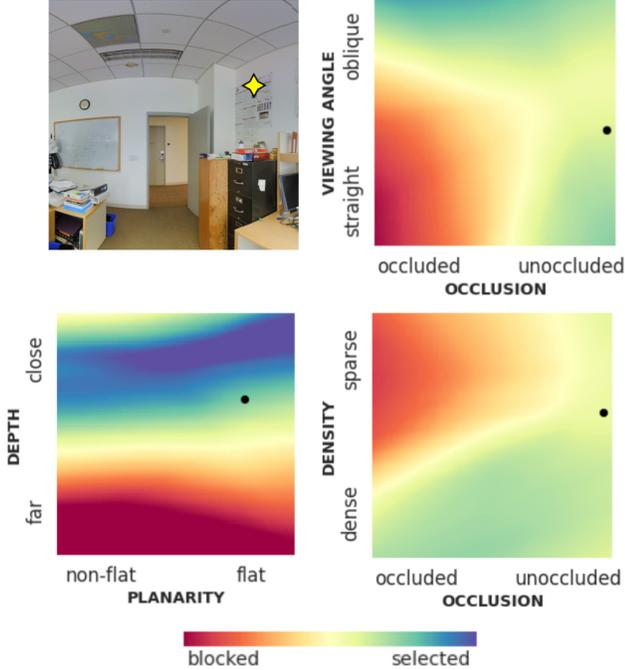 VIEWING ANGLE
oblique
straight
occluded unoccluded
OCCLUSION
DEPTH
close
far
non-flat flat
PLANARITY
DENSITY
sparse
dense
occluded unoccluded
OCCLUSION
blocked selected